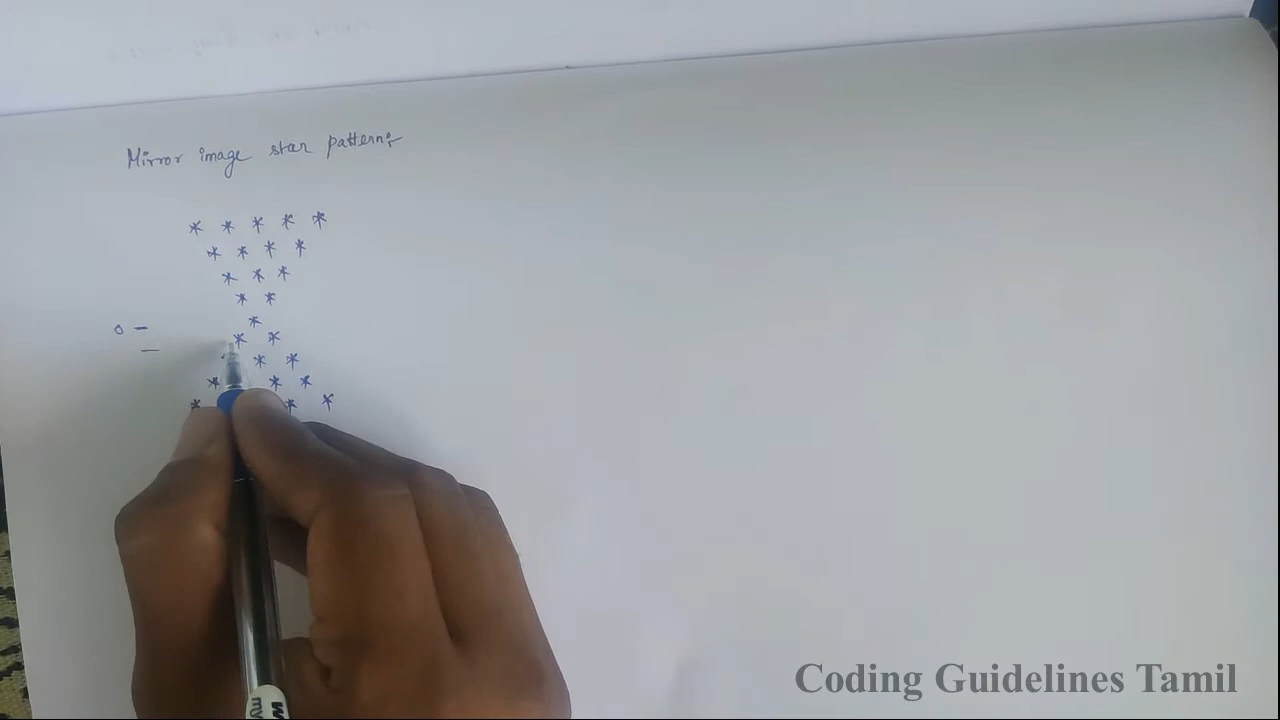 Mirror image star pattern:-
* * * * *
* * * *
* * *
* *
*
* *
* *
* * *
* * *
Coding Guidelines Tamil